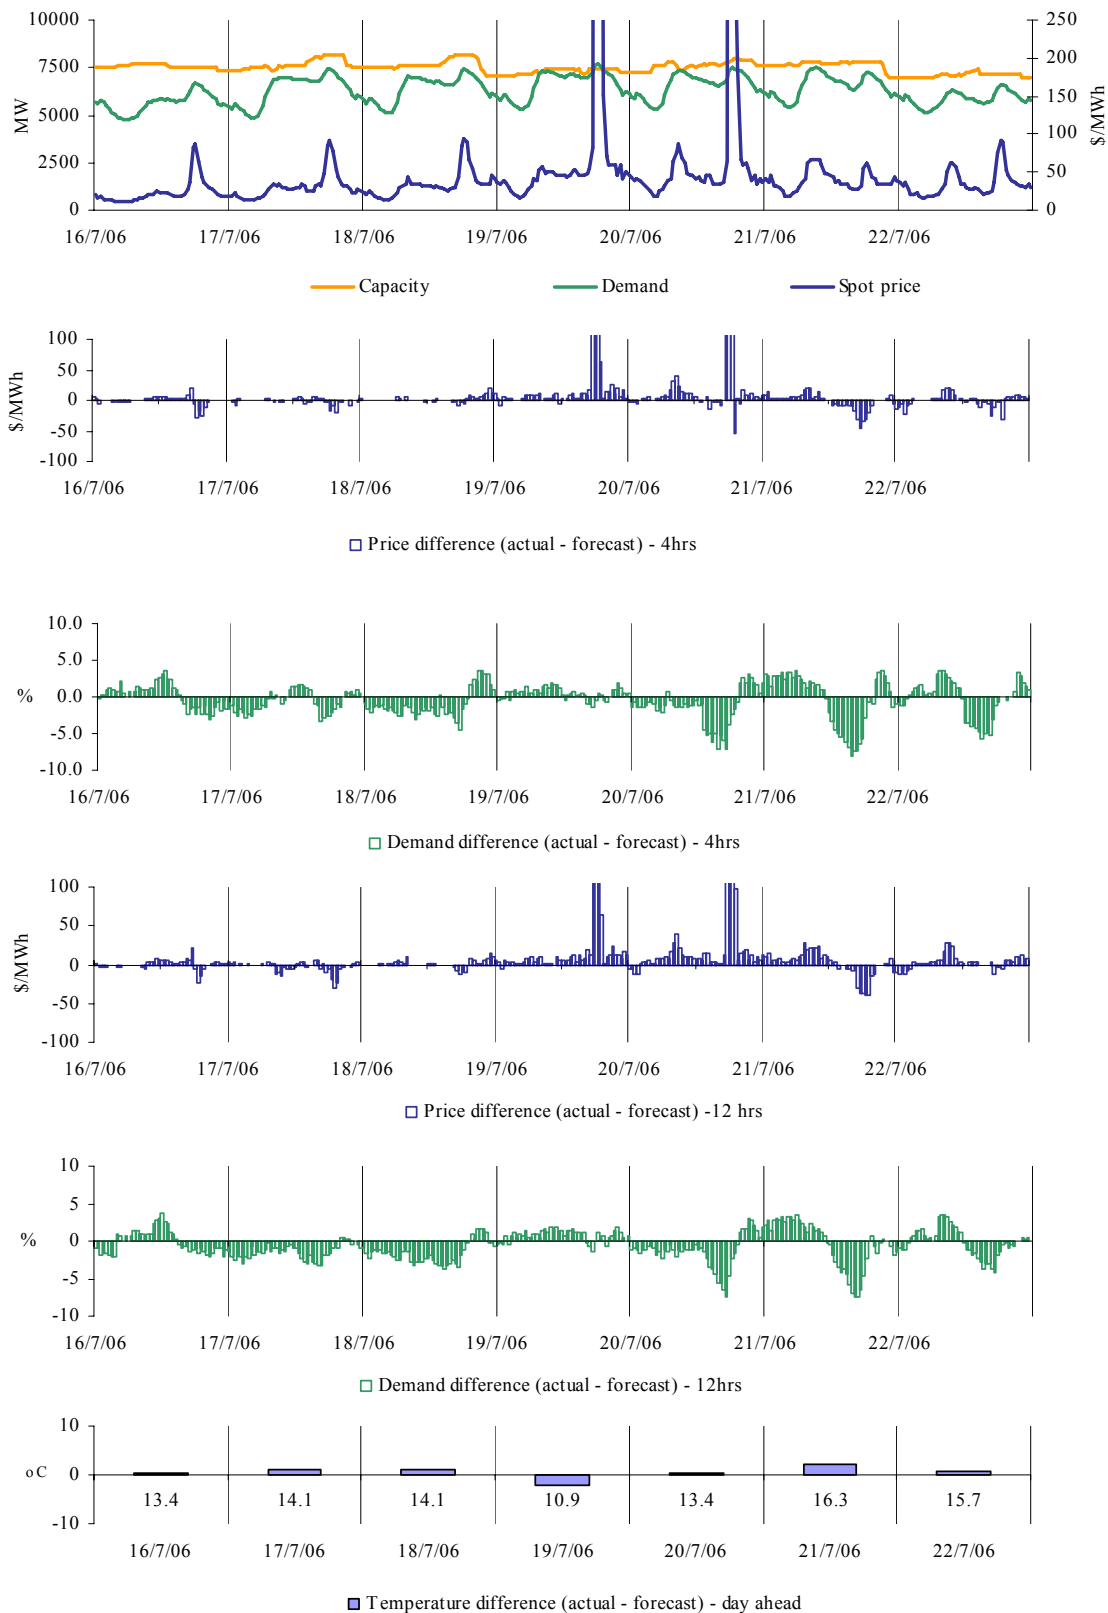 10000
7500
5000
2500
0
MW
250
200
150
100
50
0
$/MWh
16/7/06 17/7/06 18/7/06 19/7/06 20/7/06 21/7/06 22/7/06
Capacity Demand Spot price
100
50
0
-50
-100
$/MWh
16/7/06 17/7/06 18/7/06 19/7/06 20/7/06 21/7/06 22/7/06
Price difference (actual - forecast) - 4hrs
10.0
5.0
0.0
-5.0
-10.0
%
16/7/06 17/7/06 18/7/06 19/7/06 20/7/06 21/7/06 22/7/06
Demand difference (actual - forecast) - 4hrs
100
50
0
-50
-100
$/MWh
16/7/06 17/7/06 18/7/06 19/7/06 20/7/06 21/7/06 22/7/06
Price difference (actual - forecast) -12 hrs
10
5
0
-5
-10
%
16/7/06 17/7/06 18/7/06 19/7/06 20/7/06 21/7/06 22/7/06
Demand difference (actual - forecast) - 12hrs
10
0
-10
oC
13.4 14.1 14.1 10.9 13.4 16.3 15.7
16/7/06 17/7/06 18/7/06 19/7/06 20/7/06 21/7/06 22/7/06
Temperature difference (actual - forecast) - day ahead